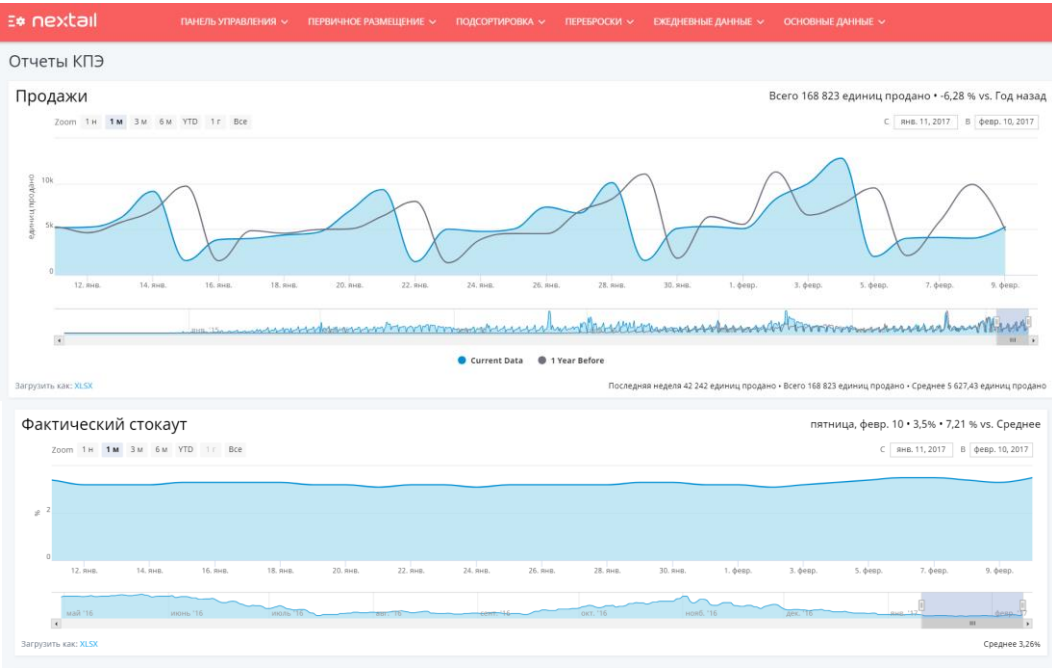 nextail
ПАНЕЛЬ УПРАВЛЕНИЯ ПЕРВИЧНОЕ РАЗМЕЩЕНИЕ ПОДСОРТИРОВКА ПЕРЕБРОСКИ ЕЖЕДНЕВНЫЕ ДАННЫЕ ОСНОВНЫЕ ДАННЫЕ
Отчеты КПЭ
Продажи
Всего 168 823 единиц продано • -6,28 % vs. Год назад
Zoom 1 н 1 м 3 м 6 м YTD 1 г Все
С янв. 11, 2017 В февр. 10, 2017
единиц продано
10k
5k
0
12. янв. 14. янв. 16. янв. 18. янв. 20. янв. 22. янв. 24. янв. 26. янв. 28. янв. 30. янв. 1. февр. 3. февр. 5. февр. 7. февр. 9. февр.
янв. '15
Current Data 1 Year Before
Загрузить как: XLSX
Последняя неделя 42 242 единиц продано • Всего 168 823 единиц продано • Среднее 5 627,43 единиц продано
Фактический стокаут
пятница, февр. 10 • 3,5% • 7,21 % vs. Среднее
Zoom 1 н 1 м 3 м 6 м YTD 1 г Все
С янв. 11, 2017 В февр. 10, 2017
%
2
0
12. янв. 14. янв. 16. янв. 18. янв. 20. янв. 22. янв. 24. янв. 26. янв. 28. янв. 30. янв. 1. февр. 3. февр. 5. февр. 7. февр. 9. февр.
май '16 июнь '16 июль '16 авг. '16 сент. '16 окт. '16 нояб. '16 дек. '16 янв. '17
Загрузить как: XLSX
Среднее 3,26%